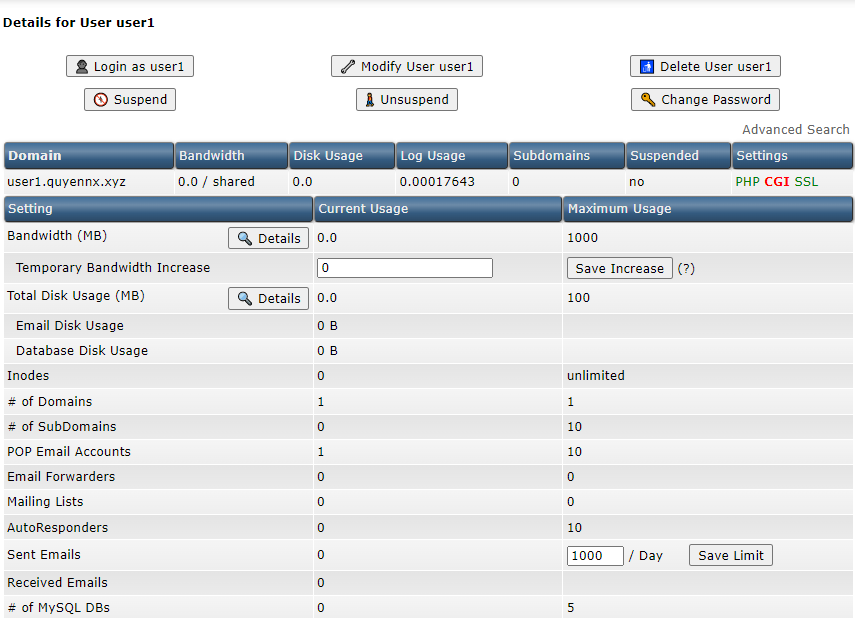 Details for User user1
Login as user1 Modify User user1 Delete User user1
Suspend Unsuspend Change Password
Advanced Search
Domain Bandwidth Disk Usage Log Usage Subdomains Suspended Settings
user1.quyennx.xyz 0.0 / shared 0.0 0.00017643 0 no PHP CGI SSL
Setting Current Usage Maximum Usage
Bandwidth (MB) Details 0.0 1000
Temporary Bandwidth Increase 0 Save Increase (?)
Total Disk Usage (MB) Details 0.0 100
Email Disk Usage 0 B
Database Disk Usage 0 B
Inodes 0 unlimited
# of Domains 1 1
# of SubDomains 0 10
POP Email Accounts 1 10
Email Forwarders 0 0
Mailing Lists 0 0
AutoResponders 0 10
Sent Emails 0 1000 / Day Save Limit
Received Emails 0
# of MySQL DBs 0 5